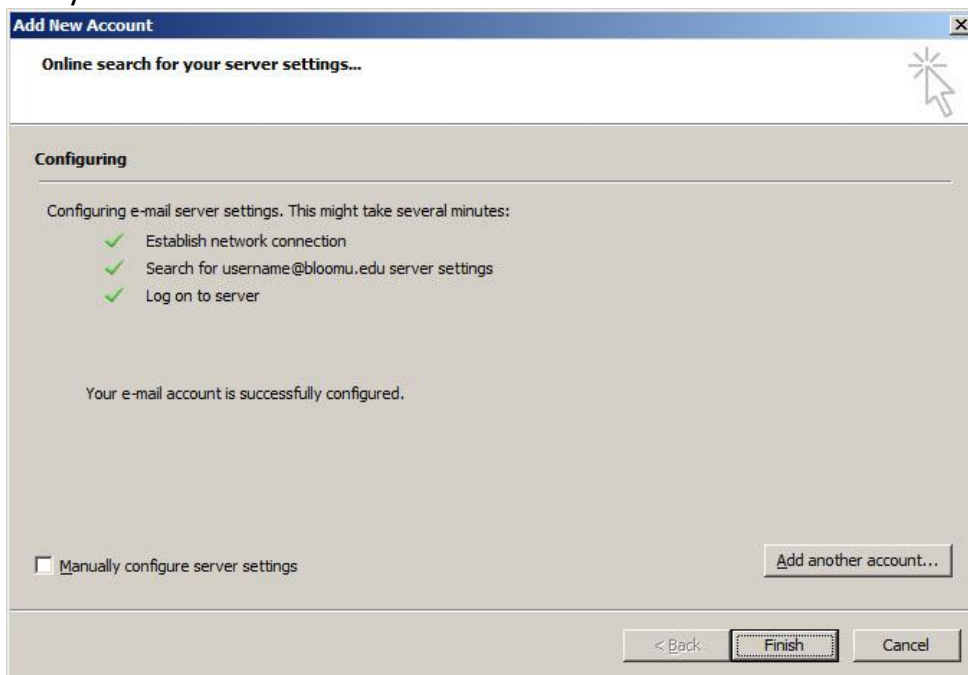 Add New Account
Online search for your server settings...
Configuring
Configuring e-mail server settings. This might take several minutes:
Establish network connection
Search for username@bloomu.edu server settings
Log on to server
Your e-mail account is successfully configured.
Manually configure server settings
Add another account...
< Back
Finish
Cancel